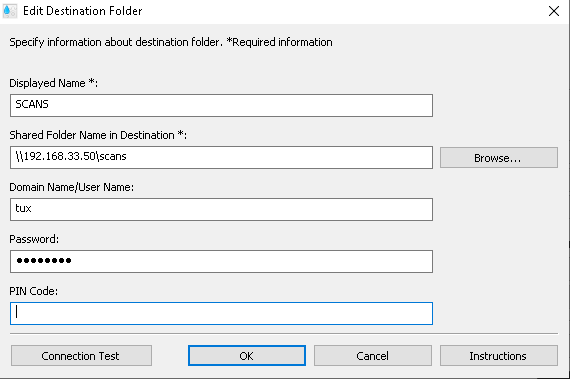 Edit Destination Folder
Specify information about destination folder. *Required information
Displayed Name *:
SCANS
Shared Folder Name in Destination *:
\\192.168.33.50\scans
Browse...
Domain Name/User Name:
tux
Password:
●●●●●●●●
PIN Code:
Connection Test OK Cancel Instructions